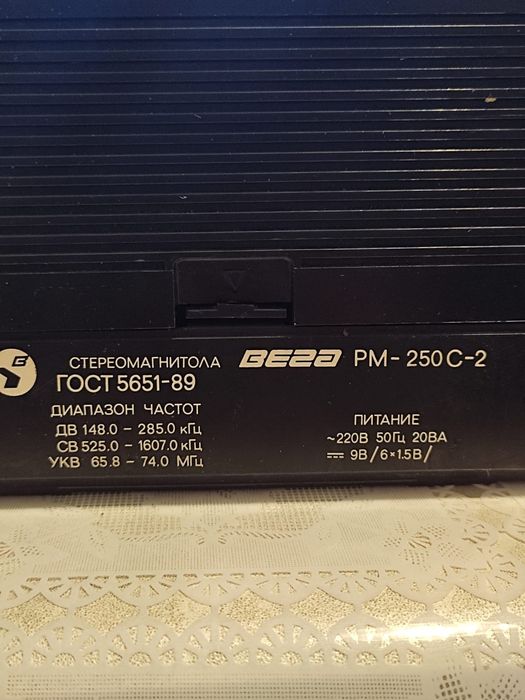 СТЕРЕОМАГНИТОЛА ВЕГА РМ-250С-2
ГОСТ 5651-89
ДИАПАЗОН ЧАСТОТ
ДВ 148.0 - 285.0 кГц
СВ 525.0 - 1607.0 кГц
УКВ 65.8 - 74.0 МГц
ПИТАНИЕ
~220В 50Гц 20ВА
⎓ 9В/6×1.5В/